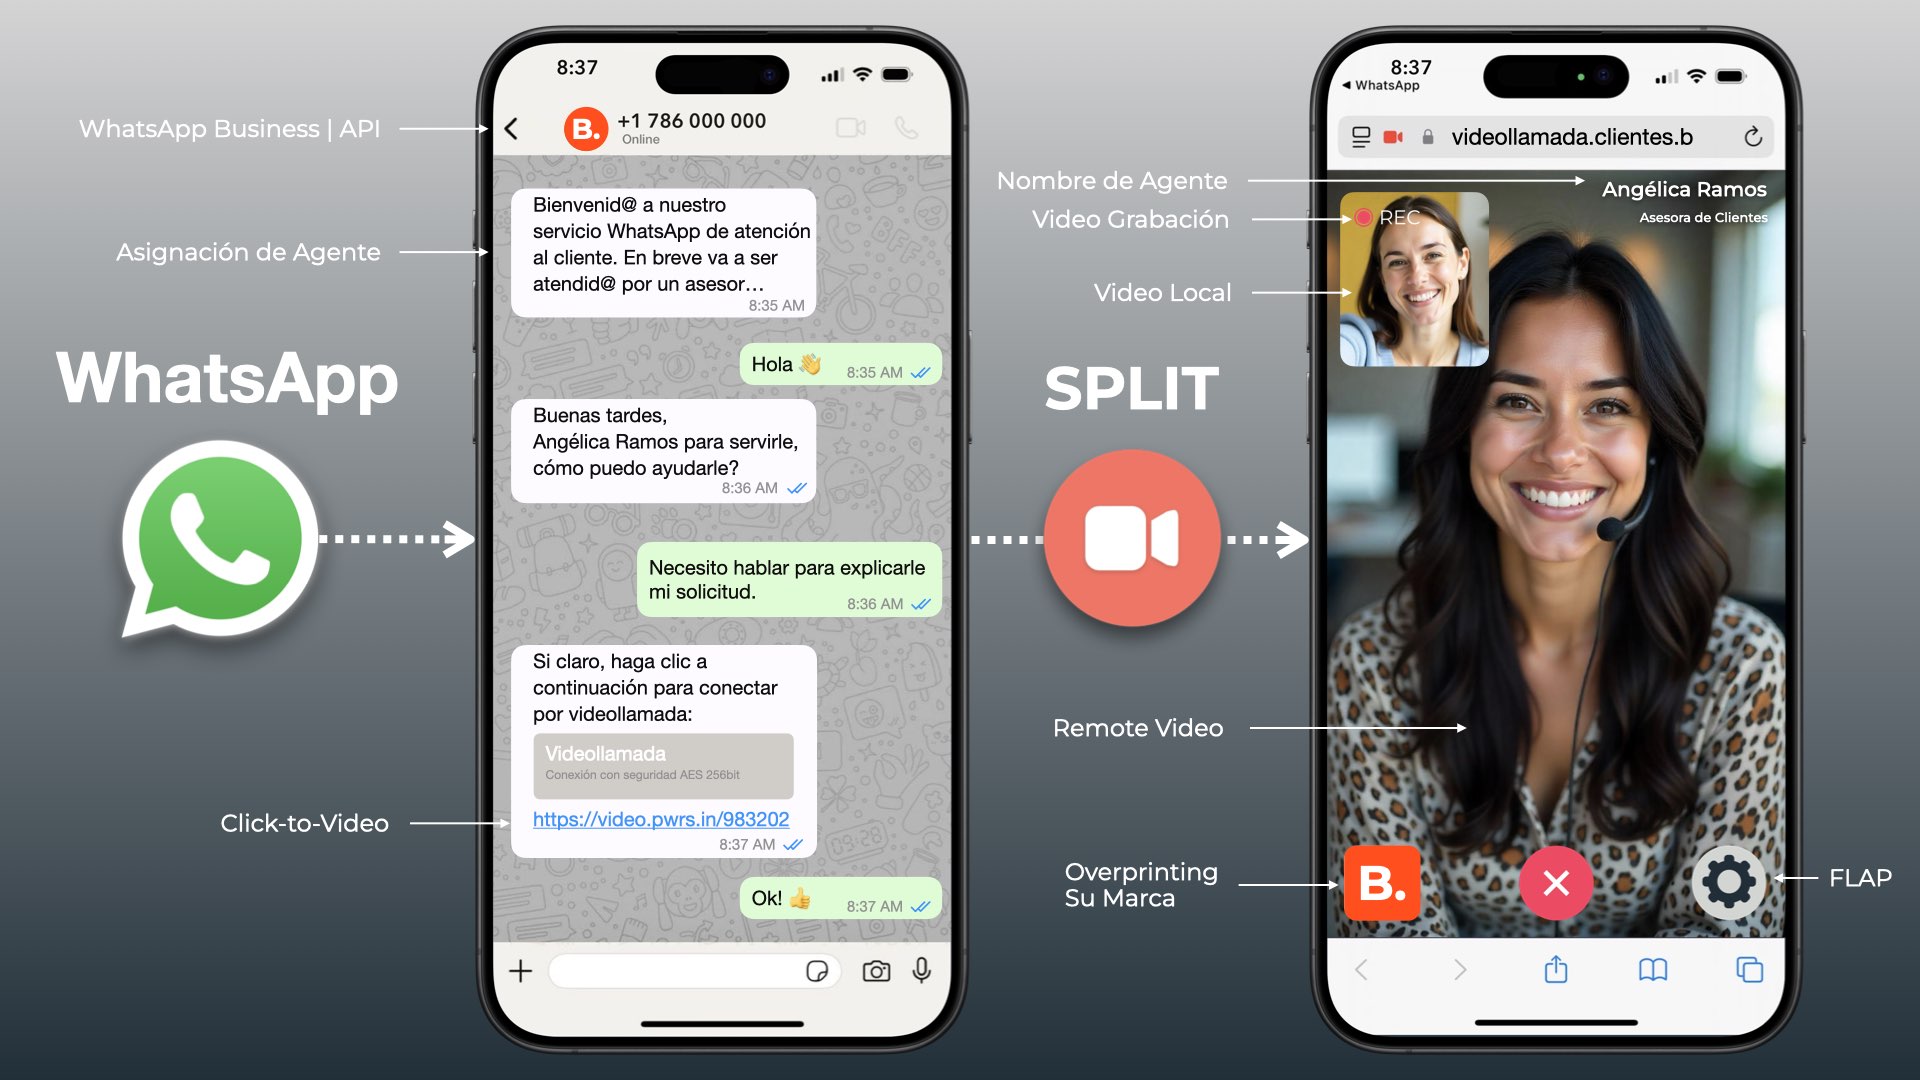 WhatsApp Business | API
Asignación de Agente
WhatsApp
Click-to-Video
8:37
B.
+1 786 000 000
Online
Bienvenid@ a nuestro
servicio WhatsApp de atención
al cliente. En breve va a ser
atendid@ por un asesor...
8:35 AM
Hola 👋
8:35 AM
Buenas tardes,
Angélica Ramos para servirle,
cómo puedo ayudarle?
8:36 AM
Necesito hablar para explicarle
mi solicitud.
8:36 AM
Si claro, haga clic a
continuación para conectar
por videollamada:
Videollamada
Conexión con seguridad AES 256bit
https://video.pwrs.in/983202
8:37 AM
Ok! 👍
8:37 AM
Nombre de Agente
Video Grabación
Video Local
SPLIT
Remote Video
Overprinting
Su Marca
8:37
WhatsApp
videollamada.clientes.b
Angélica Ramos
Asesora de Clientes
REC
B.
FLAP